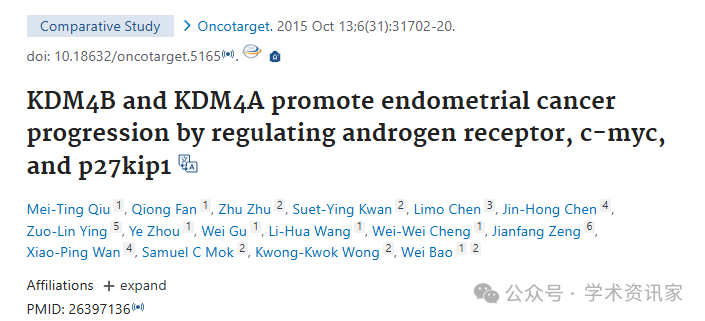 Comparative Study > Oncotarget. 2015 Oct 13;6(31):31702-20.
doi: 10.18632/oncotarget.5165.
KDM4B and KDM4A promote endometrial cancer
progression by regulating androgen receptor, c-myc,
and p27kip1
Mei-Ting Qiu 1, Qiong Fan 1, Zhu Zhu 2, Suet-Ying Kwan 2, Limo Chen 3, Jin-Hong Chen 4,
Zuo-Lin Ying 5, Ye Zhou 1, Wei Gu 1, Li-Hua Wang 1, Wei-Wei Cheng 1, Jianfang Zeng 6,
Xiao-Ping Wan 4, Samuel C Mok 2, Kwong-Kwok Wong 2, Wei Bao 1 2
Affiliations + expand
PMID: 26397136
公众号 · 学术资讯家